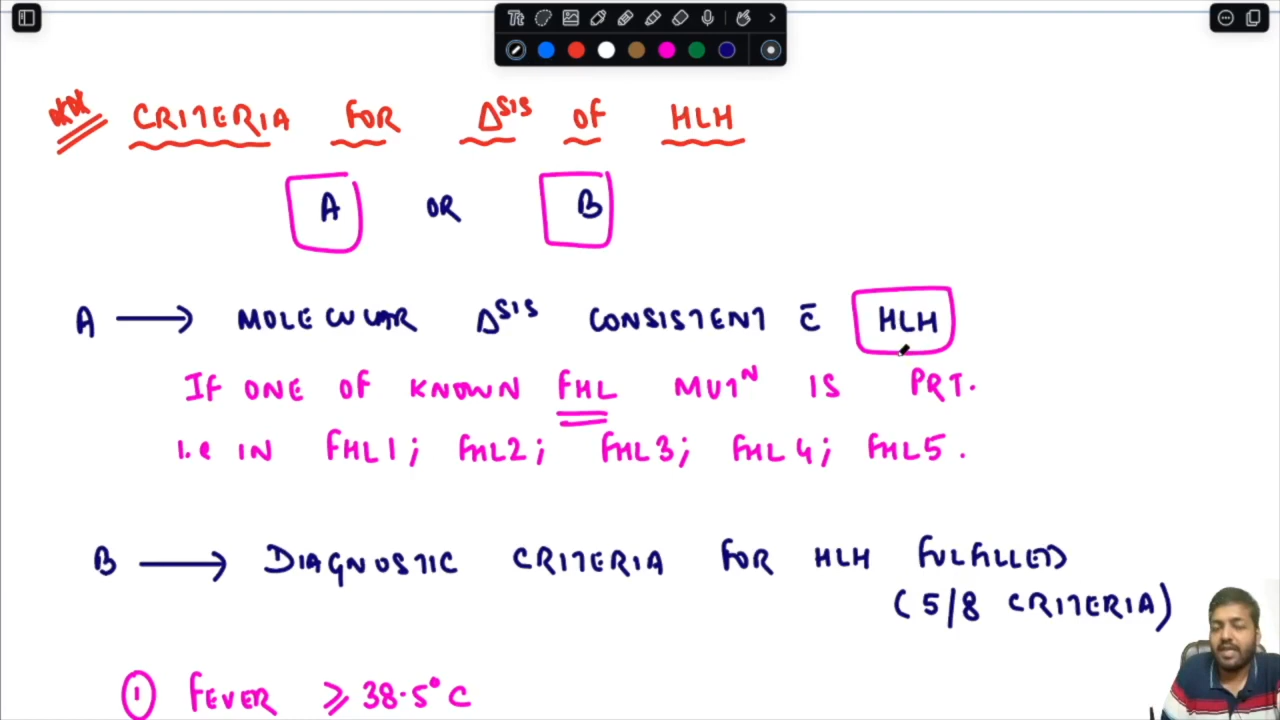 CRITERIA FOR Δsis OF HLH
A OR B
A → MOLECULAR Δsis CONSISTENT c̄ HLH
IF ONE OF KNOWN FHL MUTN IS PRT.
I.e IN FHL1; FHL2; FHL3; FHL4; FHL5.
B → DIAGNOSTIC CRITERIA FOR HLH FULFILLED
(5/8 CRITERIA)
① FEVER ≥ 38.5°C